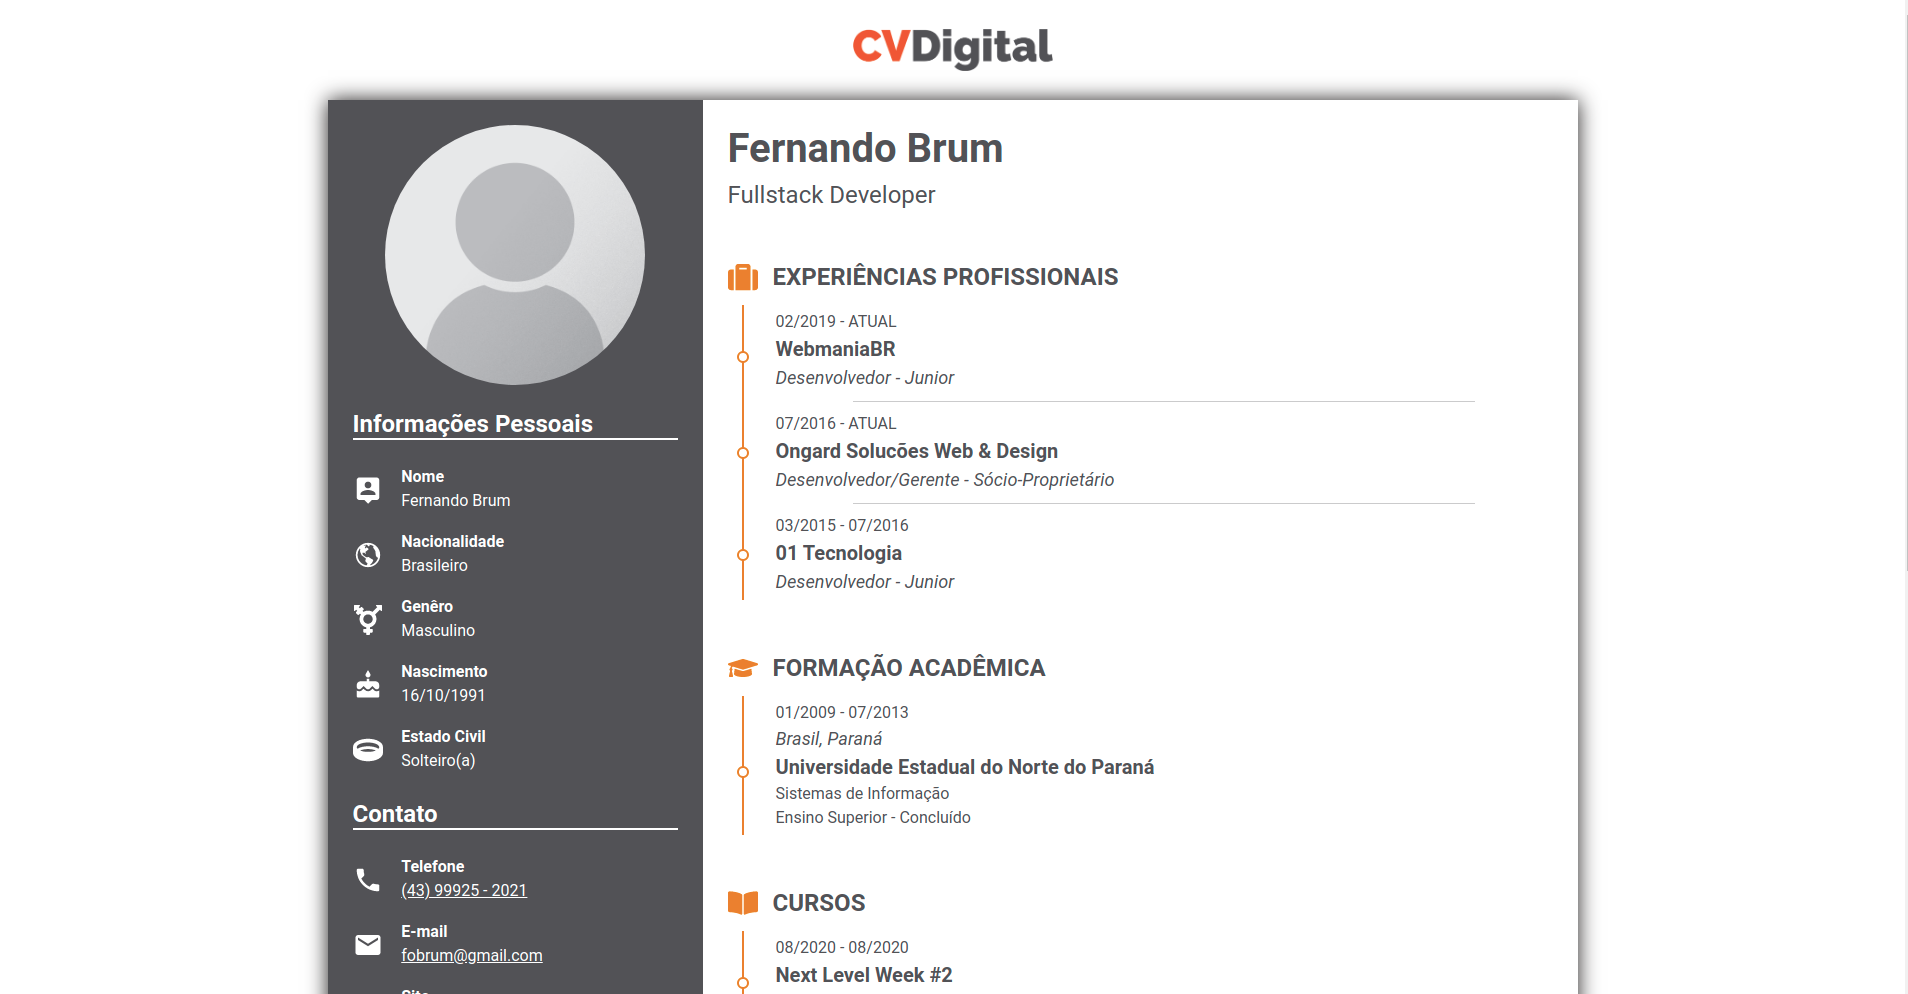 CVDigital
Informações Pessoais
Nome
Fernando Brum
Nacionalidade
Brasileiro
Genêro
Masculino
Nascimento
16/10/1991
Estado Civil
Solteiro(a)
Contato
Telefone
(43) 99925 - 2021
E-mail
fobrum@gmail.com
Fernando Brum
Fullstack Developer
EXPERIÊNCIAS PROFISSIONAIS
02/2019 - ATUAL
WebmaniaBR
Desenvolvedor - Junior
07/2016 - ATUAL
Ongard Solucões Web & Design
Desenvolvedor/Gerente - Sócio-Proprietário
03/2015 - 07/2016
01 Tecnologia
Desenvolvedor - Junior
FORMAÇÃO ACADÊMICA
01/2009 - 07/2013
Brasil, Paraná
Universidade Estadual do Norte do Paraná
Sistemas de Informação
Ensino Superior - Concluído
CURSOS
08/2020 - 08/2020
Next Level Week #2